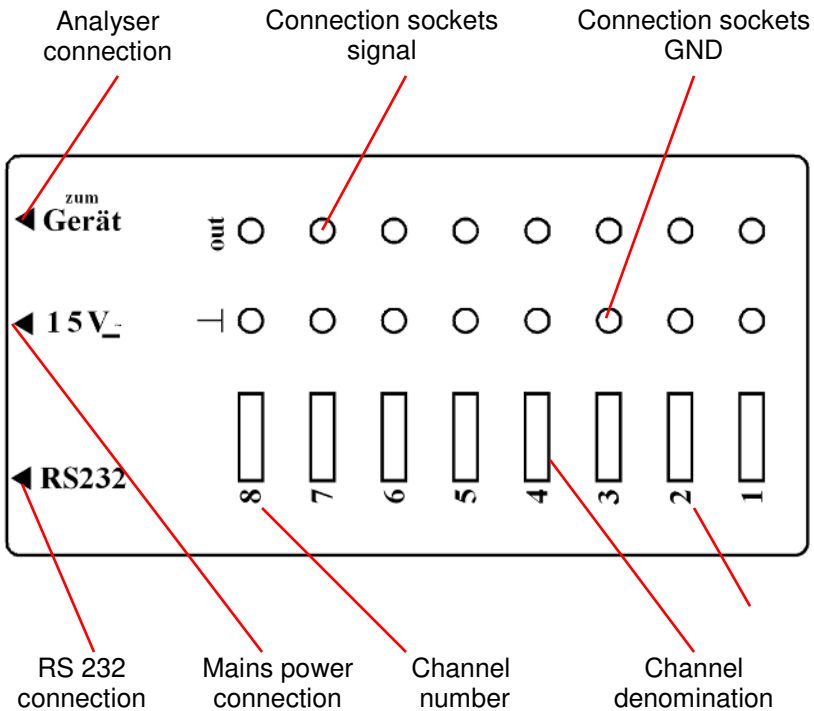 Analyser
connection
Connection sockets
signal
Connection sockets
GND
zum
Gerät
out
15V
RS232
8 7 6 5 4 3 2 1
RS 232
connection
Mains power
connection
Channel
number
Channel
denomination